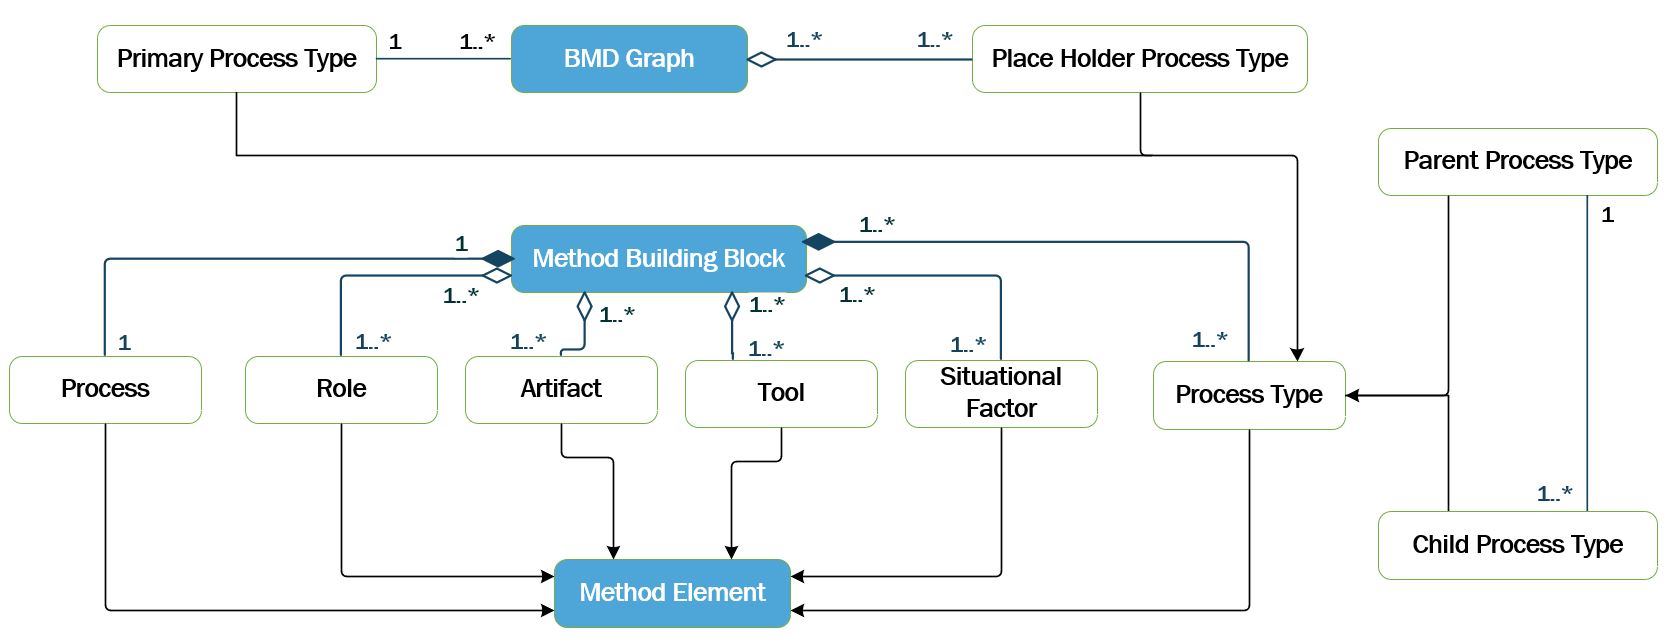 Primary Process Type
1
1..*
BMD Graph
1..*
1..*
Place Holder Process Type
Parent Process Type
1
1
Method Building Block
1..*
1..*
1..*
1..*
1..*
1
1..*
1..*
1..*
1..*
1..*
Process
Role
Artifact
Tool
Situational
Factor
Process Type
1..*
Method Element
Child Process Type